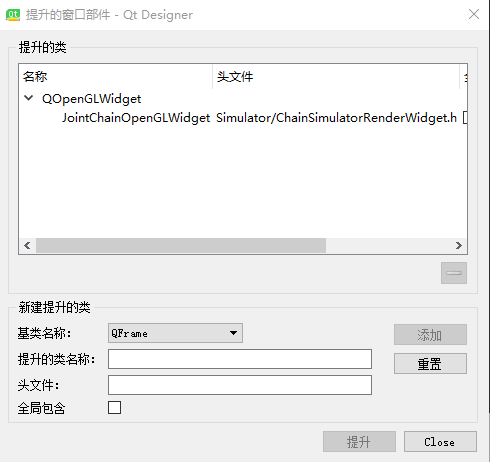 提升的窗口部件 - Qt Designer
提升的类
名称 头文件
QOpenGLWidget
JointChainOpenGLWidget Simulator/ChainSimulatorRenderWidget.h
新建提升的类
基类名称： QFrame 添加
提升的类名称： 重置
头文件：
全局包含
提升 Close